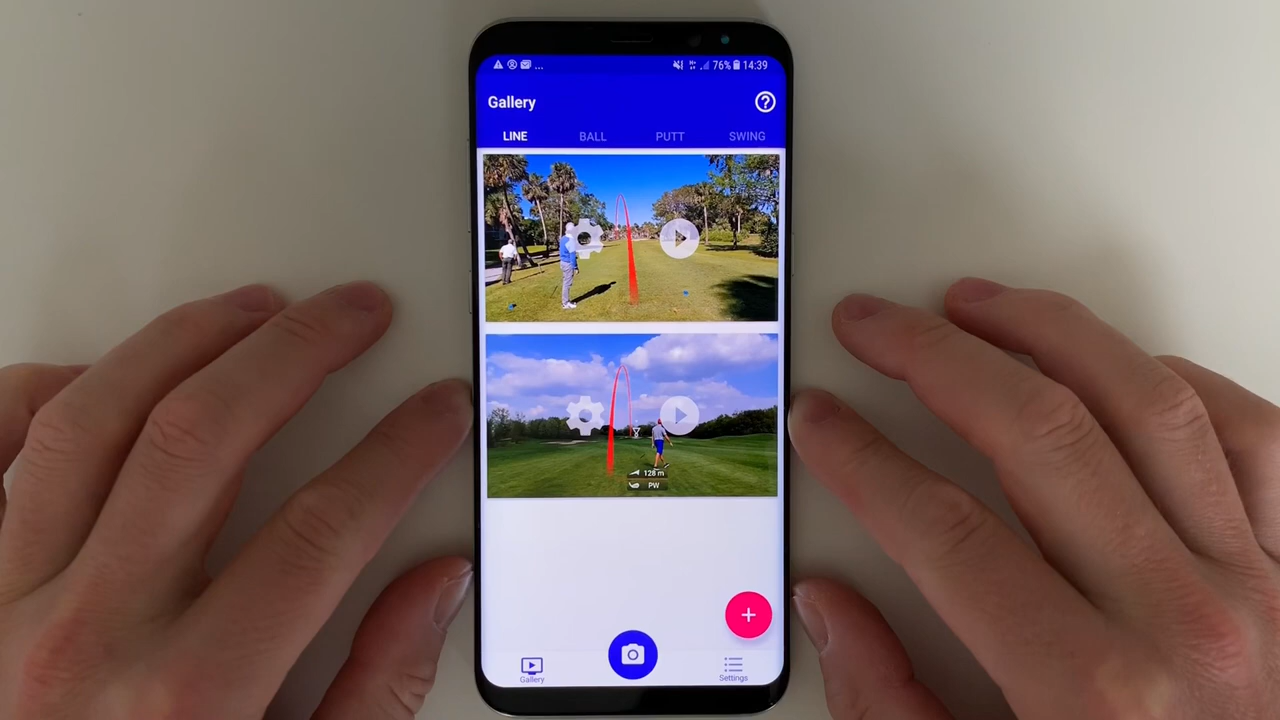 ... 76% 14:39
Gallery ?
LINE BALL PUTT SWING
128 m
PW
+
Gallery Settings